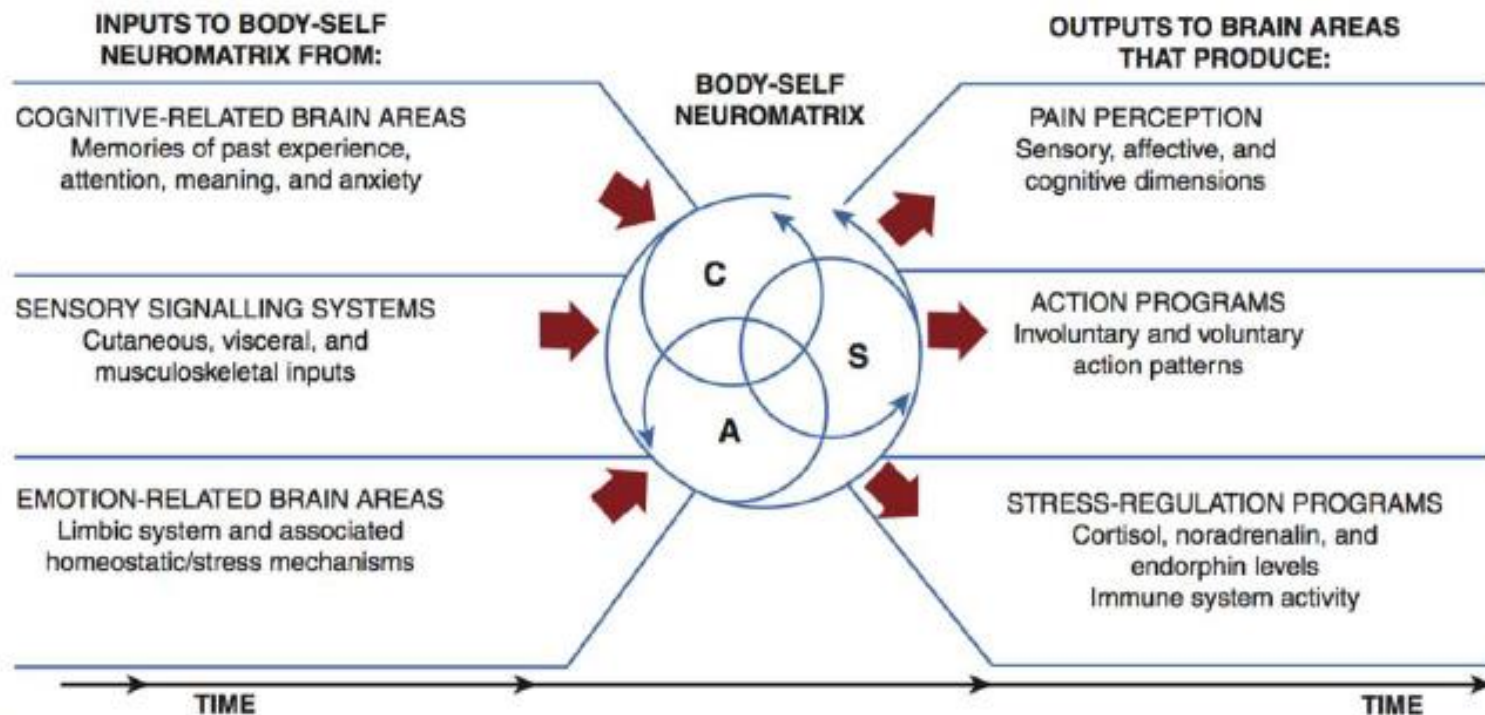 INPUTS TO BODY-SELF
NEUROMATRIX FROM:
COGNITIVE-RELATED BRAIN AREAS
Memories of past experience,
attention, meaning, and anxiety
SENSORY SIGNALLING SYSTEMS
Cutaneous, visceral, and
musculoskeletal inputs
EMOTION-RELATED BRAIN AREAS
Limbic system and associated
homeostatic/stress mechanisms
TIME
BODY-SELF
NEUROMATRIX
C
S
A
OUTPUTS TO BRAIN AREAS
THAT PRODUCE:
PAIN PERCEPTION
Sensory, affective, and
cognitive dimensions
ACTION PROGRAMS
Involuntary and voluntary
action patterns
STRESS-REGULATION PROGRAMS
Cortisol, noradrenalin, and
endorphin levels
Immune system activity
TIME